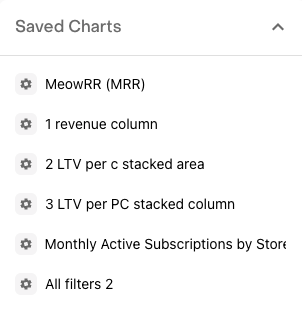 Saved Charts
MeowRR (MRR)
1 revenue column
2 LTV per c stacked area
3 LTV per PC stacked column
Monthly Active Subscriptions by Store
All filters 2